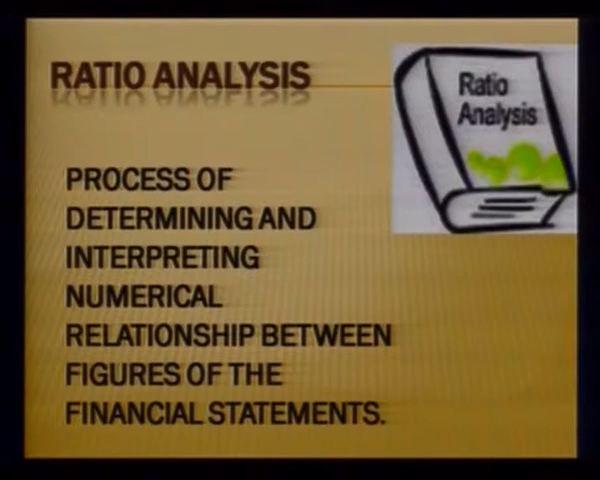 RATIO ANALYSIS
Ratio
Analysis
PROCESS OF
DETERMINING AND
INTERPRETING
NUMERICAL
RELATIONSHIP BETWEEN
FIGURES OF THE
FINANCIAL STATEMENTS.